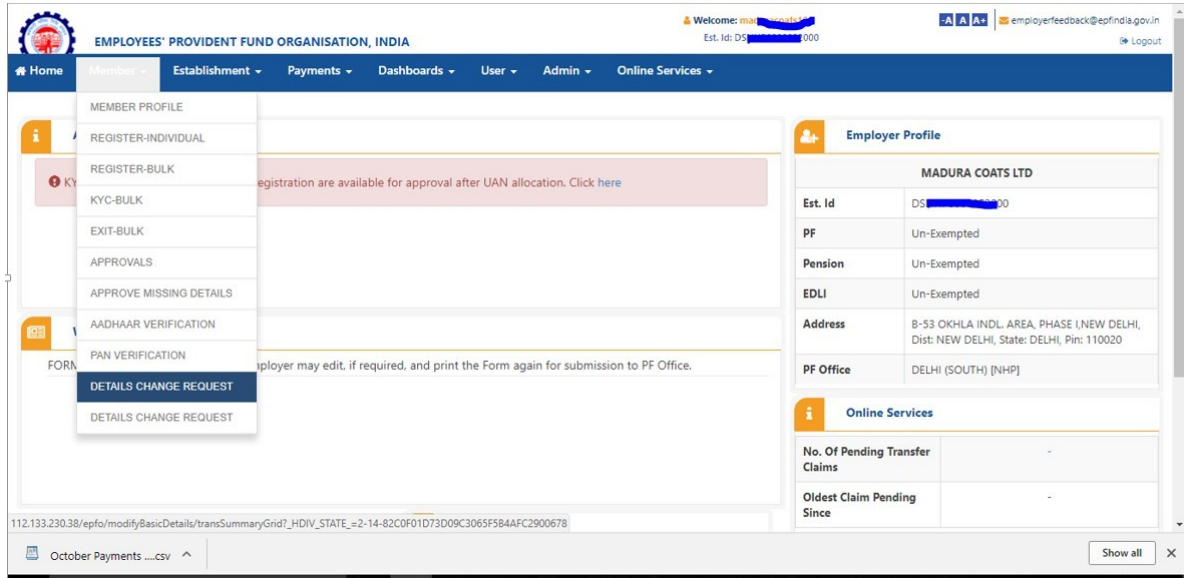 Welcome: mad
-A A A+ employerfeedback@epfindia.gov.in
EMPLOYEES' PROVIDENT FUND ORGANISATION, INDIA
Est. Id: DS 000
Logout
Home Member Establishment Payments Dashboards User Admin Online Services
MEMBER PROFILE
REGISTER-INDIVIDUAL
REGISTER-BULK
KYC-BULK
EXIT-BULK
APPROVALS
APPROVE MISSING DETAILS
AADHAAR VERIFICATION
PAN VERIFICATION
DETAILS CHANGE REQUEST
DETAILS CHANGE REQUEST
egistration are available for approval after UAN allocation. Click here
FORM
ployer may edit, if required, and print the Form again for submission to PF Office.
Employer Profile
MADURA COATS LTD
Est. Id DS 00
PF Un-Exempted
Pension Un-Exempted
EDLI Un-Exempted
Address B-53 OKHLA INDL. AREA, PHASE I,NEW DELHI,
Dist: NEW DELHI, State: DELHI, Pin: 110020
PF Office DELHI (SOUTH) [NHP]
Online Services
No. Of Pending Transfer -
Claims
Oldest Claim Pending -
Since
112.133.230.38/epfo/modifyBasicDetails/transSummaryGrid?_HDIV_STATE_=2-14-82C0F01D73D09C3065F5B4AFC2900678
October Payments ....csv
Show all